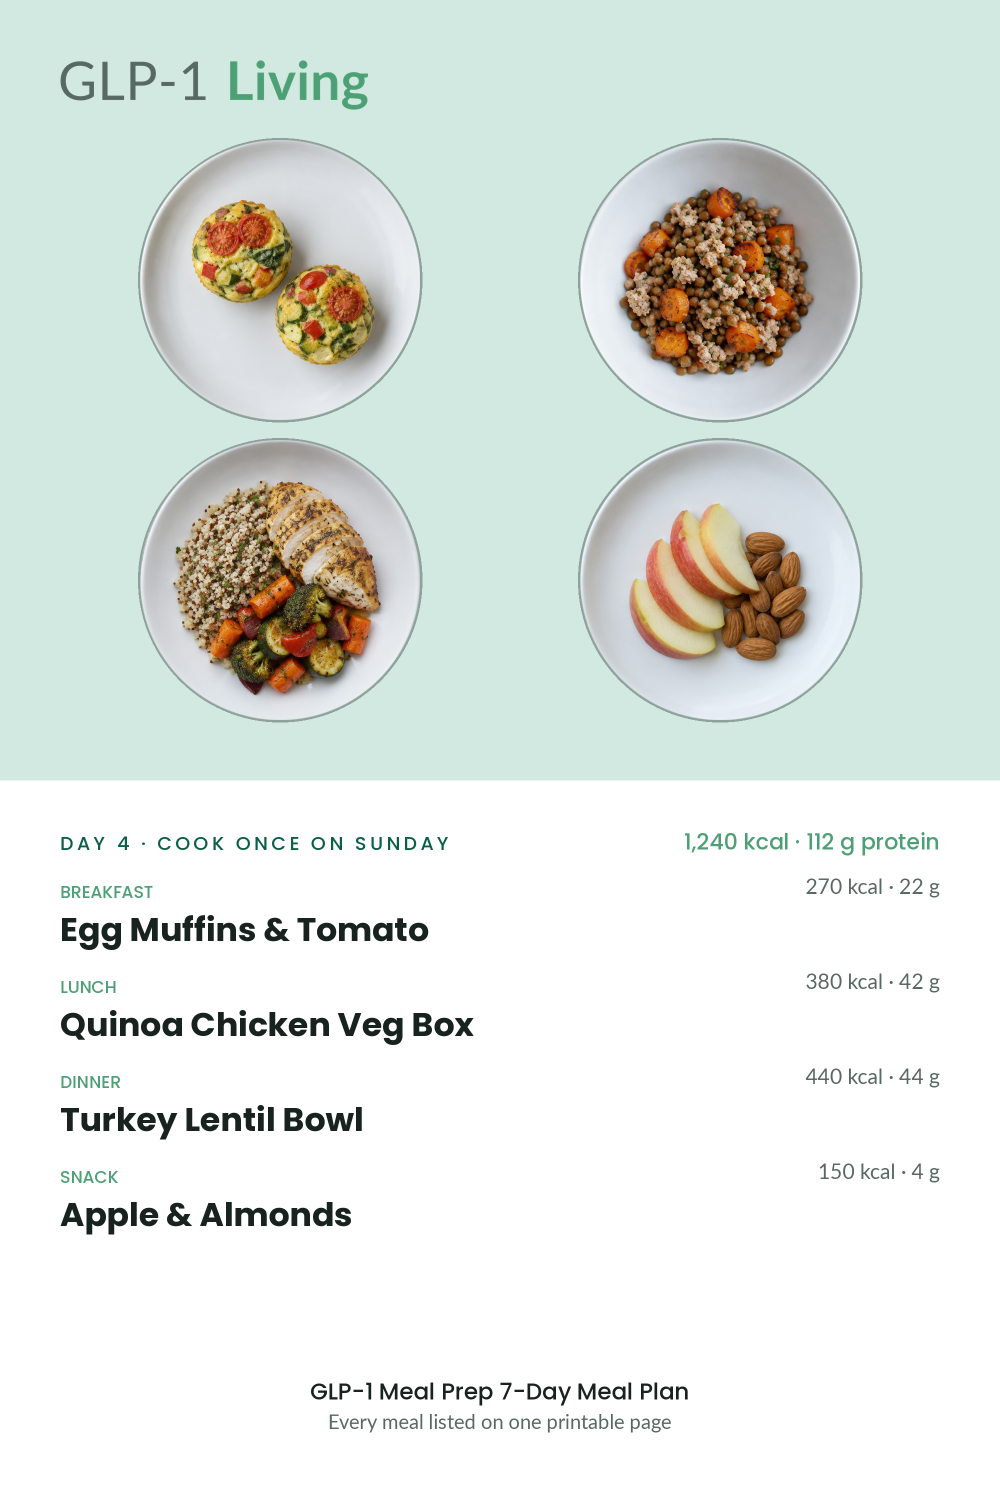 GLP-1 Living
DAY 4 · COOK ONCE ON SUNDAY
1,240 kcal · 112 g protein
BREAKFAST
270 kcal · 22 g
Egg Muffins & Tomato
LUNCH
380 kcal · 42 g
Quinoa Chicken Veg Box
DINNER
440 kcal · 44 g
Turkey Lentil Bowl
SNACK
150 kcal · 4 g
Apple & Almonds
GLP-1 Meal Prep 7-Day Meal Plan
Every meal listed on one printable page